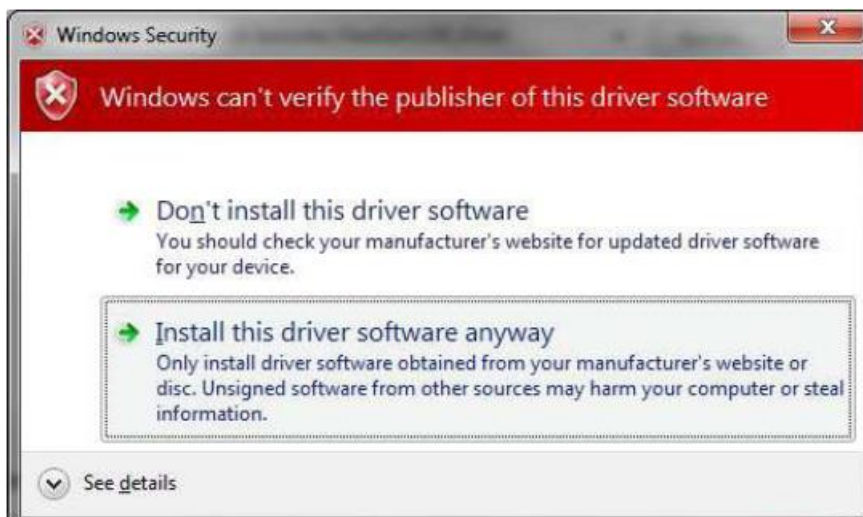 Windows Security
Windows can't verify the publisher of this driver software
Don't install this driver software
You should check your manufacturer's website for updated driver software
for your device.
Install this driver software anyway
Only install driver software obtained from your manufacturer's website or
disc. Unsigned software from other sources may harm your computer or steal
information.
See details